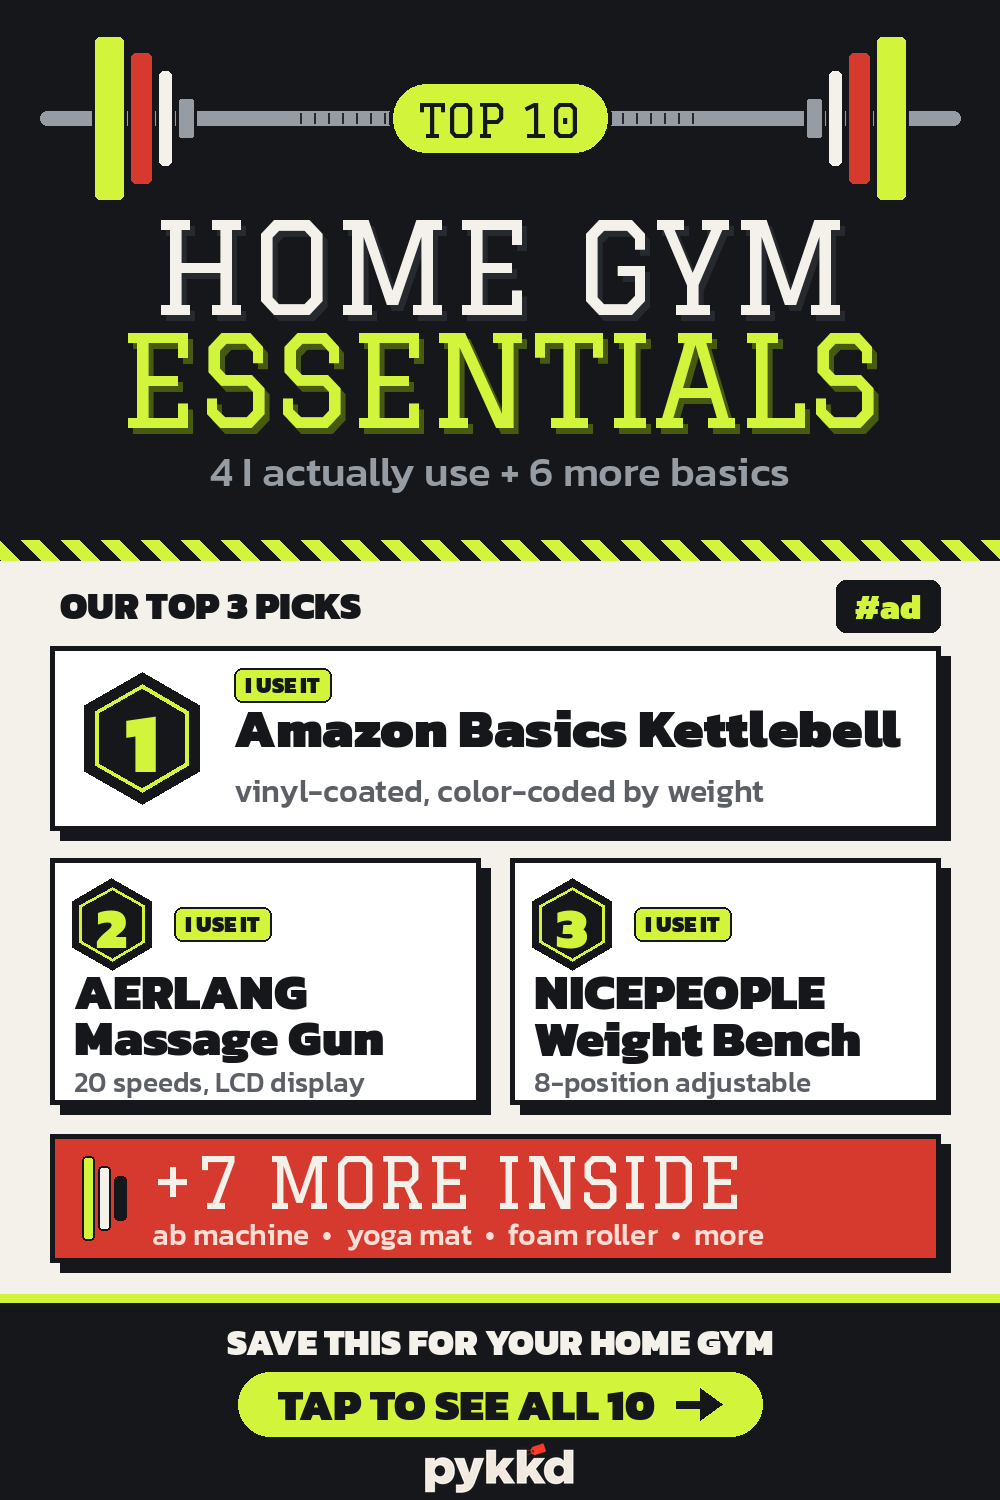 TOP 10
HOME GYM
ESSENTIALS
4 I actually use + 6 more basics
OUR TOP 3 PICKS
#ad
1
I USE IT
Amazon Basics Kettlebell
vinyl-coated, color-coded by weight
2
I USE IT
AERLANG
Massage Gun
20 speeds, LCD display
3
I USE IT
NICEPEOPLE
Weight Bench
8-position adjustable
+7 MORE INSIDE
ab machine • yoga mat • foam roller • more
SAVE THIS FOR YOUR HOME GYM
TAP TO SEE ALL 10 →
pykkd